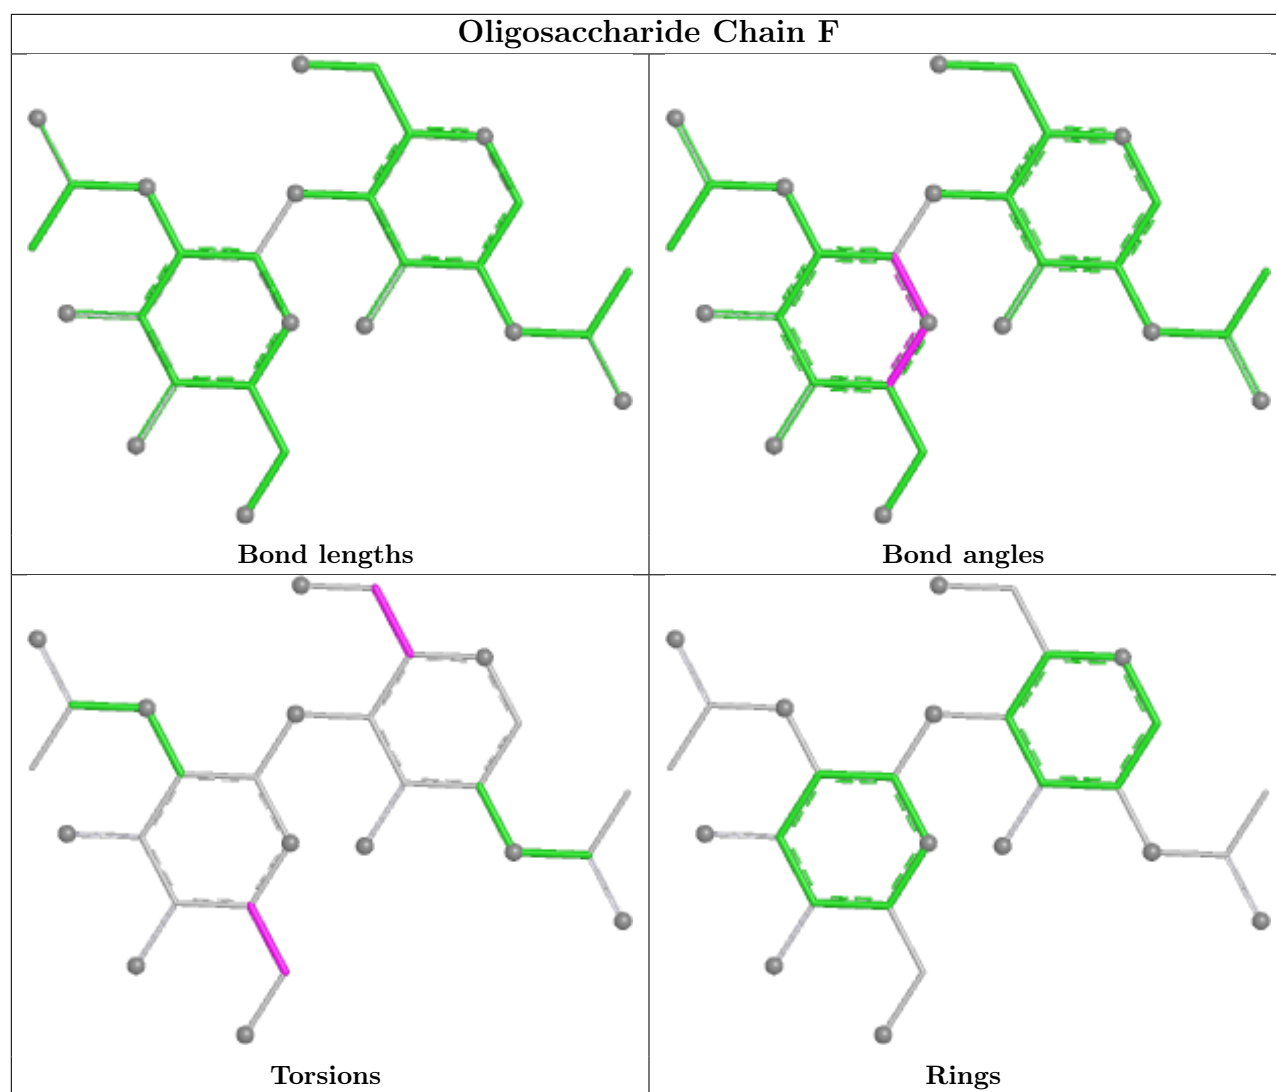 Oligosaccharide Chain F
Bond lengths
Bond angles
Torsions
Rings